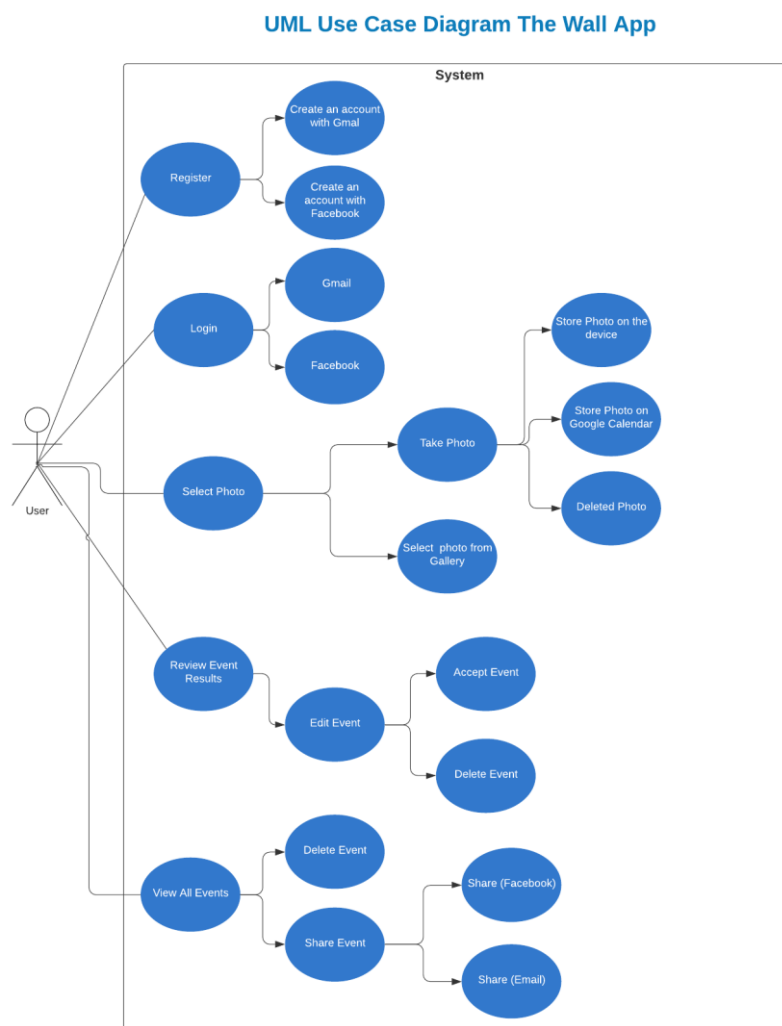 UML Use Case Diagram The Wall App
System
Create an account
with Gmal
Register
Create an
account with
Facebook
Gmail
Login
Facebook
Store Photo on the
device
Store Photo on
Google Calendar
Take Photo
Select Photo
Deleted Photo
User
Select photo from
Gallery
Review Event
Results
Accept Event
Edit Event
Delete Event
Delete Event
View All Events
Share (Facebook)
Share Event
Share (Email)